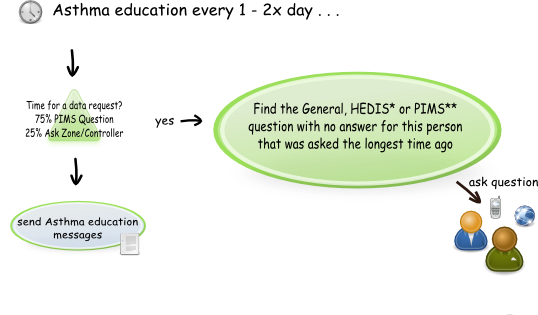 Asthma education every 1 - 2x day . . .
Time for a data request?
75% PIMS Question
25% Ask Zone/Controller
yes
Find the General, HEDIS* or PIMS**
question with no answer for this person
that was asked the longest time ago
ask question
send Asthma education
messages